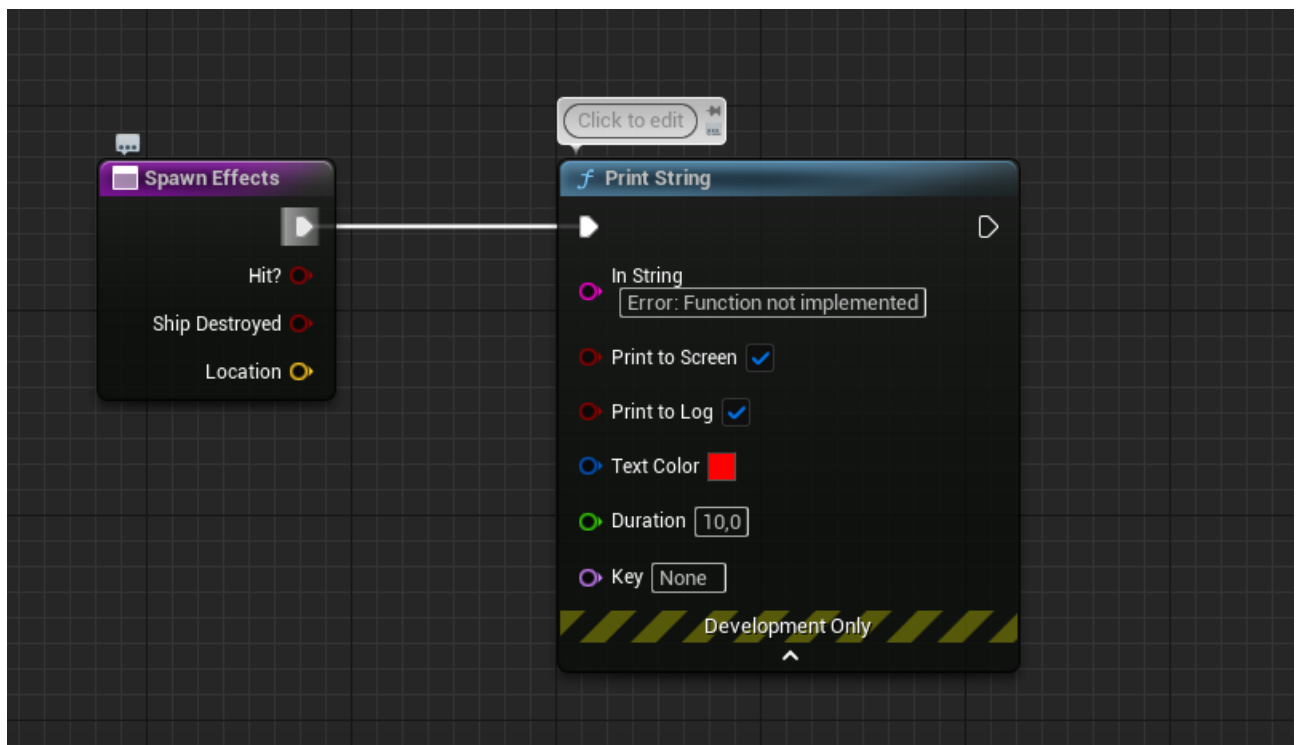 Click to edit
Spawn Effects
Print String
Hit?
Ship Destroyed
Location
In String
Error: Function not implemented
Print to Screen
Print to Log
Text Color
Duration 10,0
Key None
Development Only